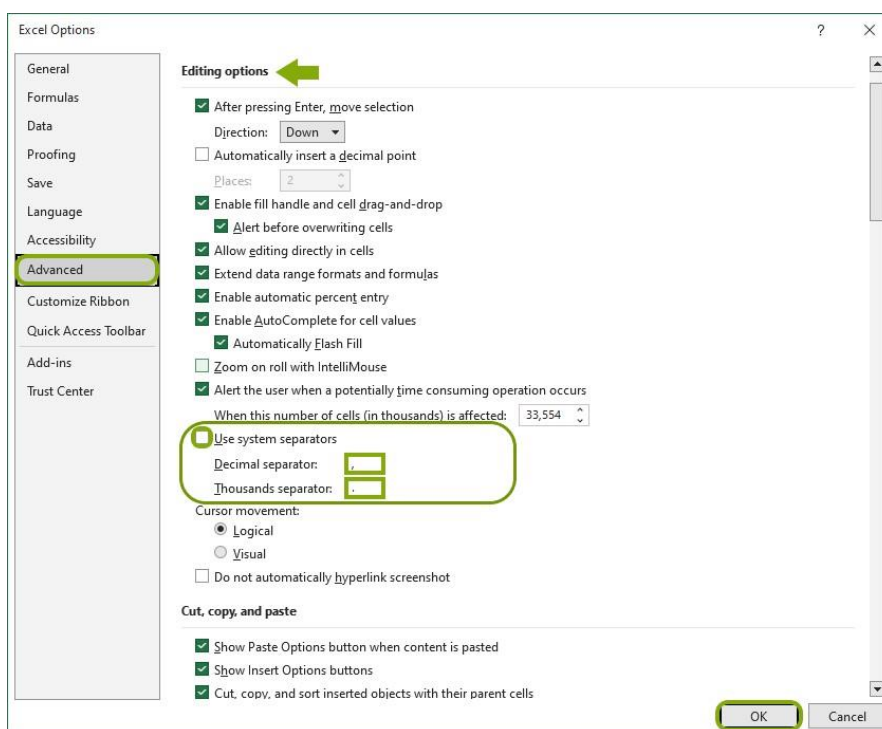 Excel Options
?
General
Formulas
Data
Proofing
Save
Language
Accessibility
Advanced
Customize Ribbon
Quick Access Toolbar
Add-ins
Trust Center
Editing options
After pressing Enter, move selection
Direction: Down
Automatically insert a decimal point
Places: 2
Enable fill handle and cell drag-and-drop
Alert before overwriting cells
Allow editing directly in cells
Extend data range formats and formulas
Enable automatic percent entry
Enable AutoComplete for cell values
Automatically Flash Fill
Zoom on roll with IntelliMouse
Alert the user when a potentially time consuming operation occurs
When this number of cells (in thousands) is affected: 33,554
Use system separators
Decimal separator: ,
Thousands separator: .
Cursor movement:
Logical
Visual
Do not automatically hyperlink screenshot
Cut, copy, and paste
Show Paste Options button when content is pasted
Show Insert Options buttons
Cut, copy, and sort inserted objects with their parent cells
OK Cancel